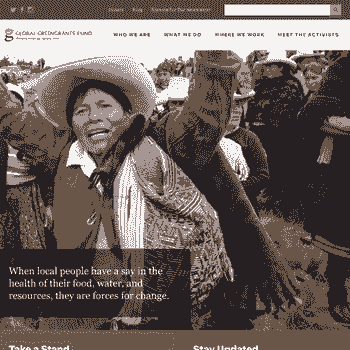 GLOBAL GREENGRANTS FUND
WHO WE ARE
WHAT WE DO
WHERE WE WORK
MEET THE ACTIVISTS
When local people have a say in the
health of their food, water, and
resources, they are forces for change.
Take a Stand
Stay Updated